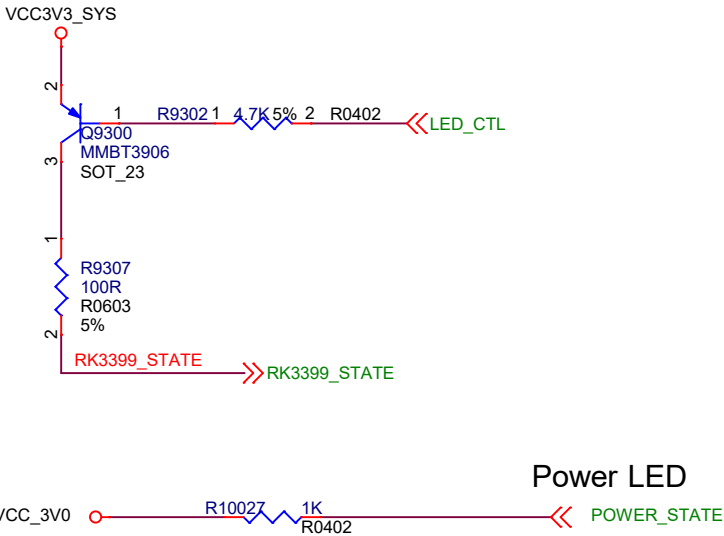 VCC3V3_SYS
2
1 R9302 1 4.7K 5% 2 R0402
LED_CTL
Q9300
MMBT3906
SOT_23
3
1
R9307
100R
R0603
5%
2
RK3399_STATE
RK3399_STATE
Power LED
VCC_3V0
R10027 1K
R0402
POWER_STATE